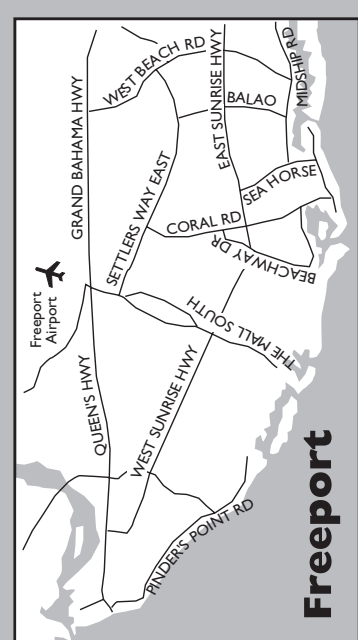 MIDSHIP RD
WEST BEACH RD
EAST SUNRISE HWY
BALAO
GRAND BAHAMA HWY
SEA HORSE
SETTLERS WAY EAST
CORAL RD
BEACHWAY DR
Freeport
Airport
THE MALL SOUTH
QUEEN'S HWY
WEST SUNRISE HWY
PINDER'S POINT RD
Freeport